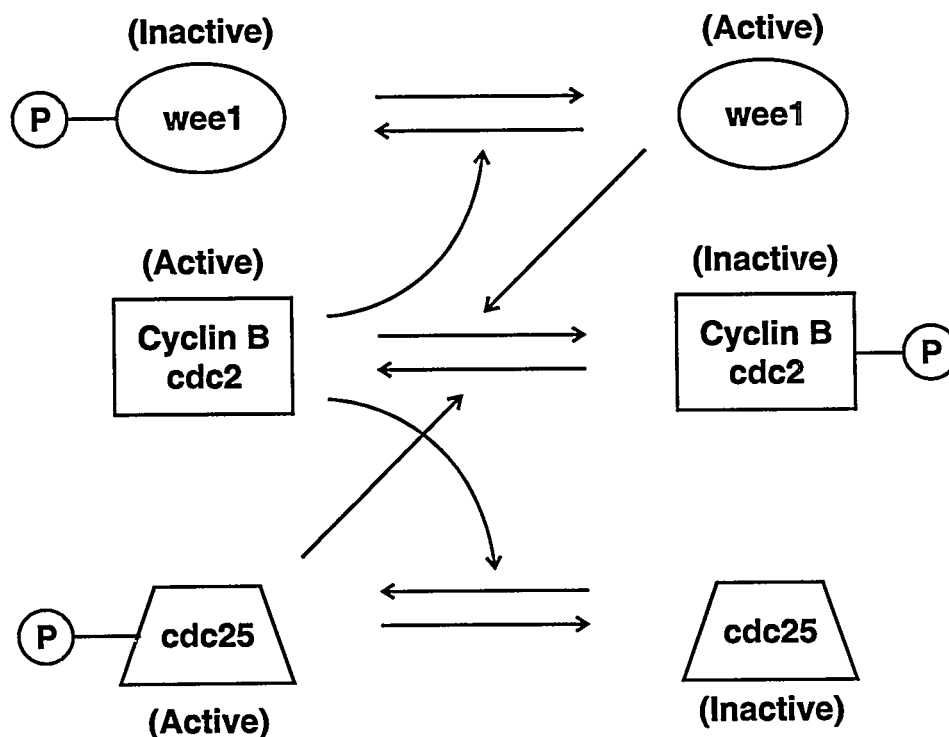 (Inactive)
(Active)
P
wee1
wee1
(Active)
(Inactive)
Cyclin B
cdc2
Cyclin B
cdc2
P
P
cdc25
cdc25
(Active)
(Inactive)